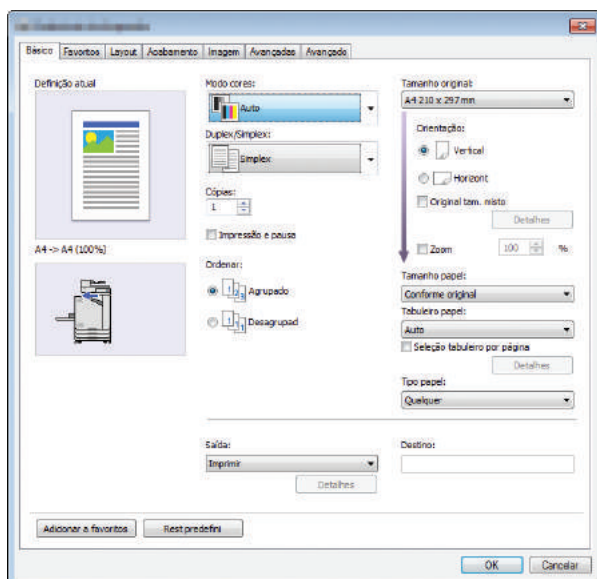 Básico Favoritos Layout Acabamento Imagem Avançadas Avançado
Definição atual
A4 -> A4 (100%)
Modo cores:
Auto
Duplex/Simplex:
Simplex
Cópias:
1
Impressão e pausa
Ordenar:
Agrupado
Desagrupad
Tamanho original:
A4 210 x 297 mm
Orientação:
Vertical
Horizont
Original tam. misto
Detalhes
Zoom 100 %
Tamanho papel:
Conforme original
Tabuleiro papel:
Auto
Seleção tabuleiro por página
Detalhes
Tipo papel:
Qualquer
Saída:
Imprimir
Detalhes
Destino:
Adicionar a favoritos Rest predefini
OK Cancelar